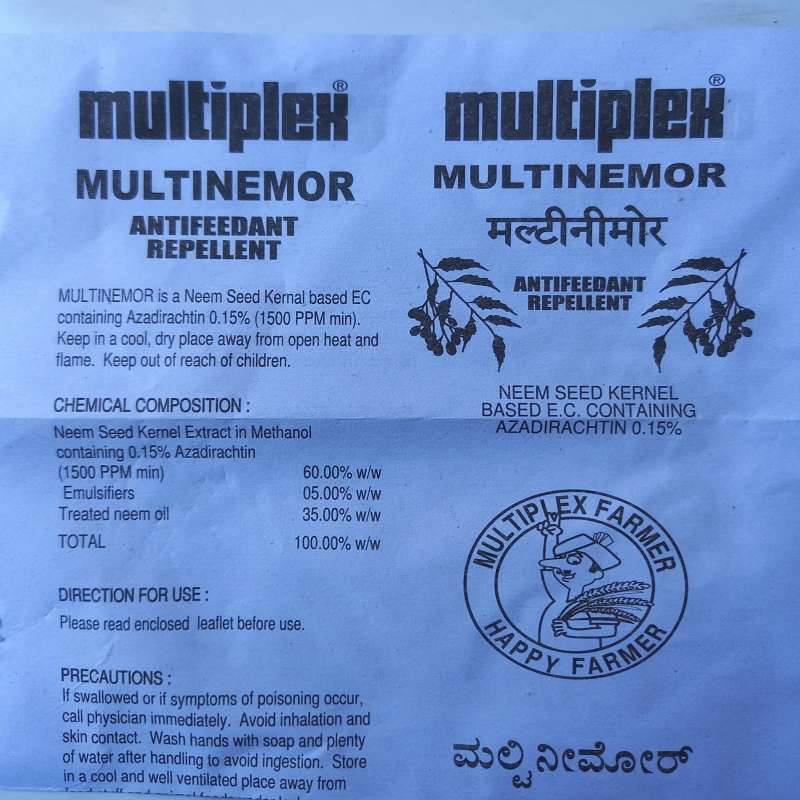 multiplex®
MULTINEMOR
ANTIFEEDANT
REPELLENT
MULTINEMOR is a Neem Seed Kernal based EC
containing Azadirachtin 0.15% (1500 PPM min).
Keep in a cool, dry place away from open heat and
flame. Keep out of reach of children.
CHEMICAL COMPOSITION :
Neem Seed Kernel Extract in Methanol
containing 0.15% Azadirachtin
(1500 PPM min) 60.00% w/w
Emulsifiers 05.00% w/w
Treated neem oil 35.00% w/w
TOTAL 100.00% w/w
DIRECTION FOR USE :
Please read enclosed leaflet before use.
PRECAUTIONS :
If swallowed or if symptoms of poisoning occur,
call physician immediately. Avoid inhalation and
skin contact. Wash hands with soap and plenty
of water after handling to avoid ingestion. Store
in a cool and well ventilated place away from
multiplex®
MULTINEMOR
मल्टीनीमोर
ANTIFEEDANT
REPELLENT
NEEM SEED KERNEL
BASED E.C. CONTAINING
AZADIRACHTIN 0.15%
MULTIPLEX FARMER
HAPPY FARMER
ಮಲ್ಟಿನೀಮೋರ್